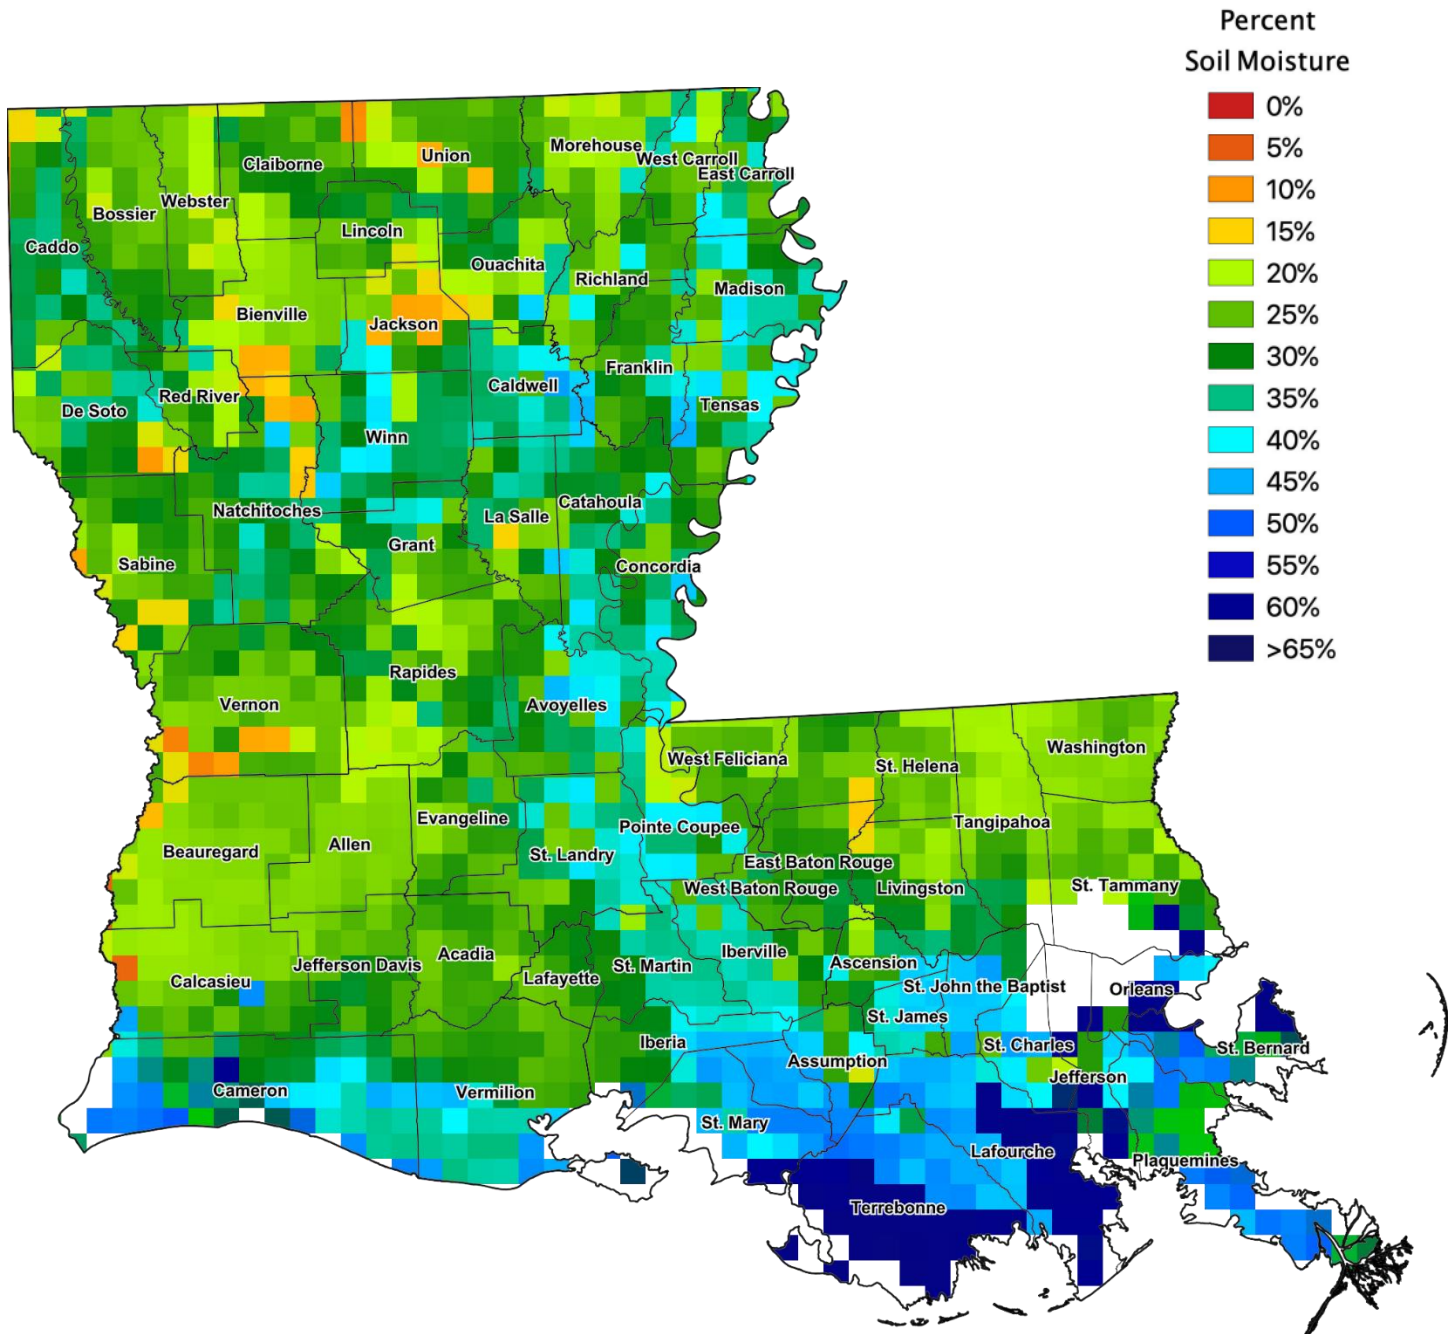 Percent
Soil Moisture
0%
5%
10%
15%
20%
25%
30%
35%
40%
45%
50%
55%
60%
>65%
Claiborne
Union
Morehouse
West Carroll
East Carroll
Bossier
Webster
Caddo
Lincoln
Ouachita
Richland
Madison
Bienville
Jackson
Franklin
Caldwell
Red River
De Soto
Tensas
Winn
Natchitoches
Catahoula
La Salle
Grant
Sabine
Concordia
Rapides
Vernon
Avoyelles
West Feliciana
St. Helena
Washington
Evangeline
Pointe Coupee
Tangipahoa
Beauregard
Allen
St. Landry
East Baton Rouge
West Baton Rouge
Livingston
St. Tammany
Acadia
Iberville
Jefferson Davis
Lafayette
St. Martin
Ascension
Calcasieu
St. John the Baptist
Orleans
St. James
Iberia
St. Charles
St. Bernard
Assumption
Jefferson
Cameron
Vermilion
St. Mary
Lafourche
Plaquemines
Terrebonne